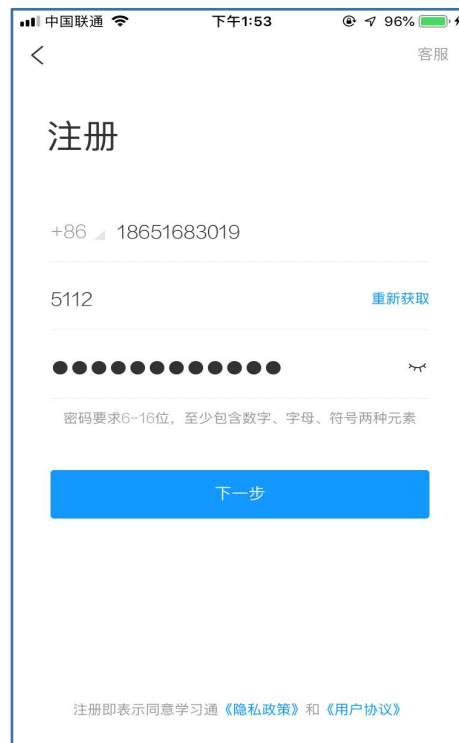 中国联通 下午1:53 96%
客服
注册
+86 18651683019
5112 重新获取
●●●●●●●●●●●●
密码要求6-16位，至少包含数字、字母、符号两种元素
下一步
注册即表示同意学习通《隐私政策》和《用户协议》